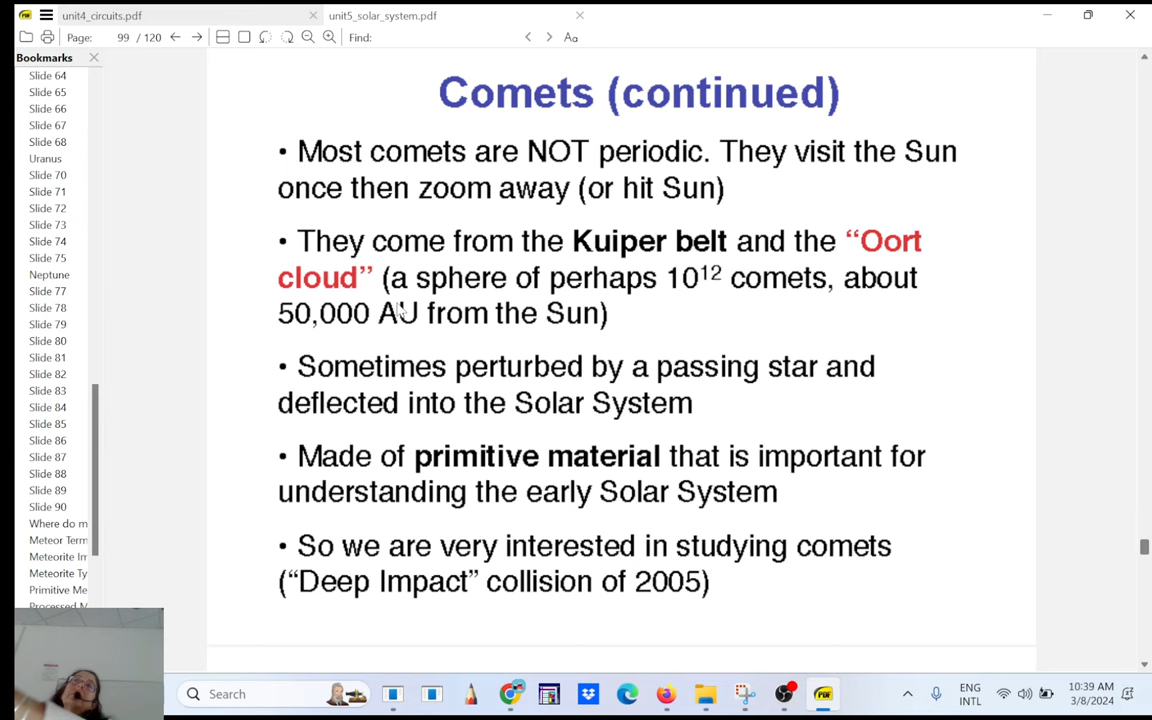 unit4_circuits.pdf
unit5_solar_system.pdf
Page: 99 / 120 Find: Aa
Bookmarks
Slide 64
Slide 65
Slide 66
Slide 67
Slide 68
Uranus
Slide 70
Slide 71
Slide 72
Slide 73
Slide 74
Slide 75
Neptune
Slide 77
Slide 78
Slide 79
Slide 80
Slide 81
Slide 82
Slide 83
Slide 84
Slide 85
Slide 86
Slide 87
Slide 88
Slide 89
Slide 90
Where do m
Meteor Term
Meteorite Im
Meteorite Ty
Primitive Me
Processed M
Comets (continued)
• Most comets are NOT periodic. They visit the Sun
once then zoom away (or hit Sun)
• They come from the Kuiper belt and the “Oort
cloud” (a sphere of perhaps 10¹² comets, about
50,000 AU from the Sun)
• Sometimes perturbed by a passing star and
deflected into the Solar System
• Made of primitive material that is important for
understanding the early Solar System
• So we are very interested in studying comets
(“Deep Impact” collision of 2005)
Search
PDF
ENG
INTL
10:39 AM
3/8/2024